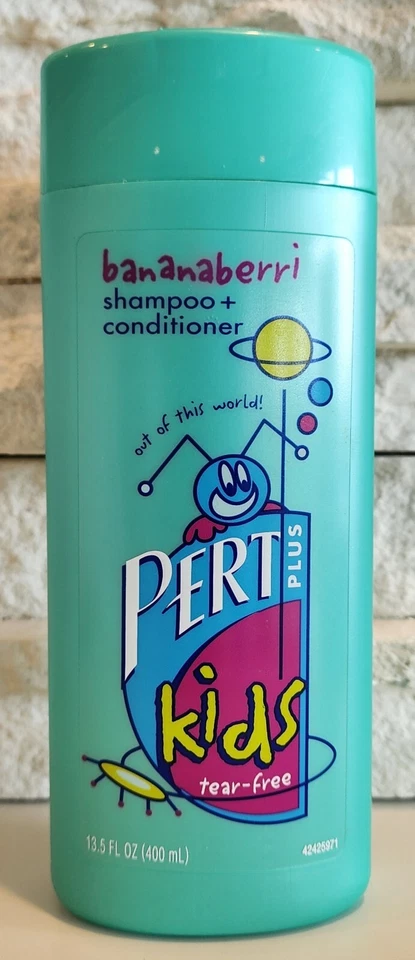 bananaberri
shampoo +
conditioner
out of this world!
PERT
PLUS
kids
tear-free
13.5 FL OZ (400 mL)
42425971